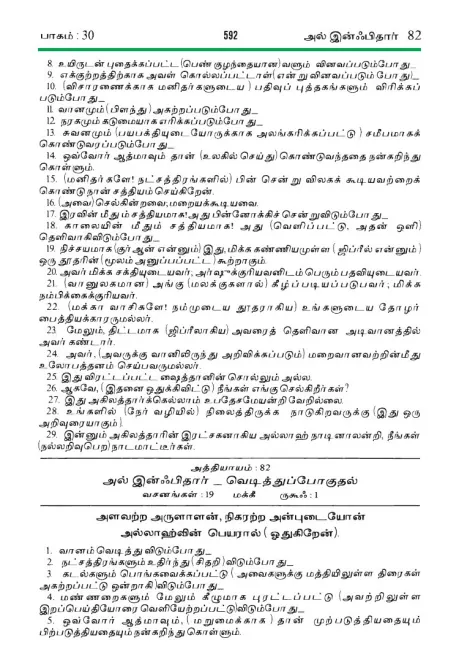 பாகம் : 30 592 அல் இன்ஃபிதார் 82
8. உயிருடன் புதைக்கப்பட்ட (பெண் குழந்தையான)வளும் வினவப்படும்போது_
9. எக்குற்றத்திற்காக அவள் கொல்லப்பட்டாள் (என்று வினவப்படும் போது)_
10. (விசாரணைக்காக மனிதர்களுடைய ) பதிவுப் புத்தகங்களும் விரிக்கப்
படும்போது_
11. வானமும் (பிளந்து) அகற்றப்படும்போது_
12. நரகமும் கடுமையாக எரிக்கப்படும்போது_
13. சுவனமும் (பயபக்தியுடையோருக்காக அலங்கரிக்கப்பட்டு ) சமீபமாகக்
கொண்டுவரப்படும்போது_
14. ஒவ்வோர் ஆத்மாவும் தான் (உலகில் செய்து) கொண்டுவந்ததை நன்கறிந்து
கொள்ளும்.
15. (மனிதர்களே! நட்சத்திரங்களில்) பின் சென்று விலகக் கூடியவற்றைக்
கொண்டு நான் சத்தியம் செய்கிறேன்.
16. (அவை) செல்கின்றவை, மறையக்கூடியவை.
17. இரவின் மீதும் சத்தியமாக! அது பின்னோக்கிச் சென்றுவிடும்போது_
18. காலையின் மீதும் சத்தியமாக! அது (வெளிப்பட்டு, அதன் ஒளி)
தெளிவாகிவிடும்போது_
19. நிச்சயமாக (குர்ஆன் என்னும்) இது, மிக்க கண்ணியமுள்ள (ஜிப்ரீல் என்னும் )
ஒரு தூதரின் (மூலம் அனுப்பப்பட்ட) கூற்றாகும்.
20. அவர் மிக்க சக்தியுடையவர்; அர்ஷுக்குரியவனிடம் பெரும் பதவியுடையவர்.
21. (வானுலகமான) அங்கு (மலக்குகளால்) கீழ்ப்படியப்படுபவர்; மிக்க
நம்பிக்கைக்குரியவர்.
22. (மக்கா வாசிகளே! நம்முடைய தூதராகிய) உங்களுடைய தோழர்
பைத்தியக்காரருமல்லர்.
23 மேலும், திட்டமாக (ஜிப்ரீலாகிய) அவரைத் தெளிவான அடிவானத்தில்
அவர் கண்டார்.
24. அவர், (அவருக்கு வானிலிருந்து அறிவிக்கப்படும்) மறைவானவற்றின்மீது
உலோபத்தனம் செய்பவருமல்லர்.
25. இது விரட்டப்பட்ட ஷைத்தானின் சொல்லும் அல்ல.
26. ஆகவே, (இதனை ஒதுக்கிவிட்டு) நீங்கள் எங்கு செல்கிறீர்கள்?
27. இது அகிலத்தார்க்கெல்லாம் உபதேசமேயன்றி வேறில்லை.
28. உங்களில் (நேர் வழியில்) நிலைத்திருக்க நாடுகிறவருக்கு (இது ஒரு
அறிவுரையாகும்).
29. இன்னும் அகிலத்தாரின் இரட்சகனாகிய அல்லாஹ் நாடினாலன்றி, நீங்கள்
(நல்லறிவு பெற) நாடமாட்டீர்கள்.
அத்தியாயம் : 82
அல் இன்ஃபிதார் _ வெடித்துப்போகுதல்
வசனங்கள் : 19 மக்கீ ருகூஃ : 1
அளவற்ற அருளாளன், நிகரற்ற அன்புடையோன்
அல்லாஹ்வின் பெயரால் ( ஓதுகிறேன்).
1. வானம் வெடித்து விடும்போது_
2. நட்சத்திரங்களும் உதிர்ந்து (சிதறி) விடும்போது_
3 கடல்களும் பொங்கவைக்கப்பட்டு ( அவைகளுக்கு மத்தியிலுள்ள திரைகள்
அகற்றப்பட்டு ஒன்றாகி)விடும்போது_
4. மண்ணறைகளும் மேலும் கீழுமாக புரட்டப்பட்டு (அவற்றிலுள்ள
இறப்பெய்தியோரை வெளியேற்றப்பட்டு)விடும்போது_
5. ஒவ்வோர் ஆத்மாவும், ( மறுமைக்காக ) தான் முற்படுத்தியதையும்
பிற்படுத்தியதையும் நன்கறிந்து கொள்ளும்.